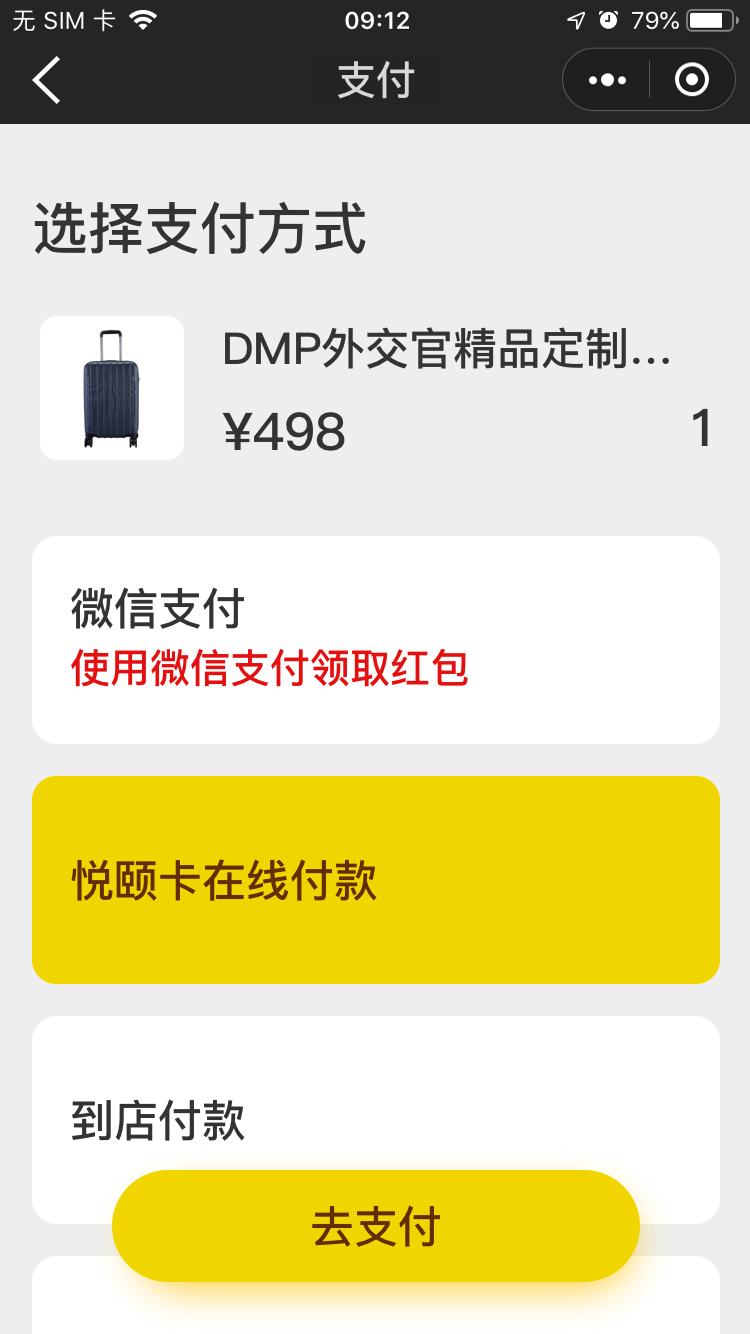 无 SIM 卡
09:12
79%
支付
选择支付方式
DMP外交官精品定制...
¥498
1
微信支付
使用微信支付领取红包
悦颐卡在线付款
到店付款
去支付